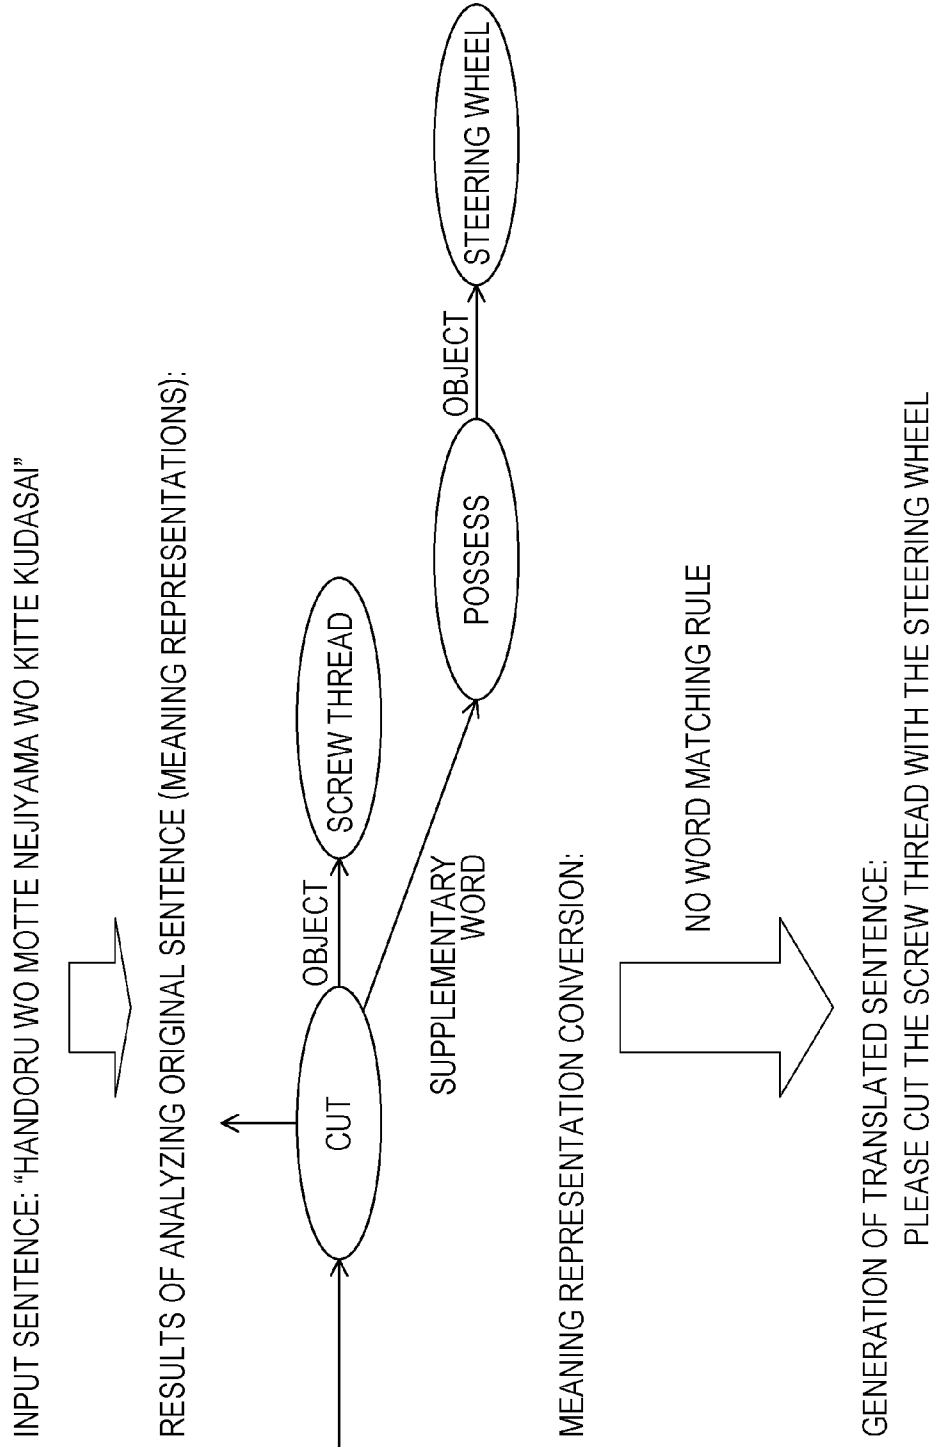 INPUT SENTENCE: “HANDORU WO MOTTE NEJIYAMA WO KITTE KUDASAI”
RESULTS OF ANALYZING ORIGINAL SENTENCE (MEANING REPRESENTATIONS):
CUT
OBJECT
SCREW THREAD
SUPPLEMENTARY
WORD
POSSESS
OBJECT
STEERING WHEEL
MEANING REPRESENTATION CONVERSION:
NO WORD MATCHING RULE
GENERATION OF TRANSLATED SENTENCE:
PLEASE CUT THE SCREW THREAD WITH THE STEERING WHEEL